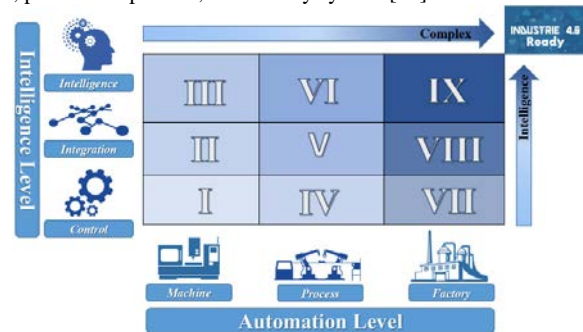 Complex
INDUSTRIE 4.0
Ready
Intelligence Level
Intelligence
III VI IX
Intelligence
Integration
II V VIII
Control
I IV VII
Machine Process Factory
Automation Level